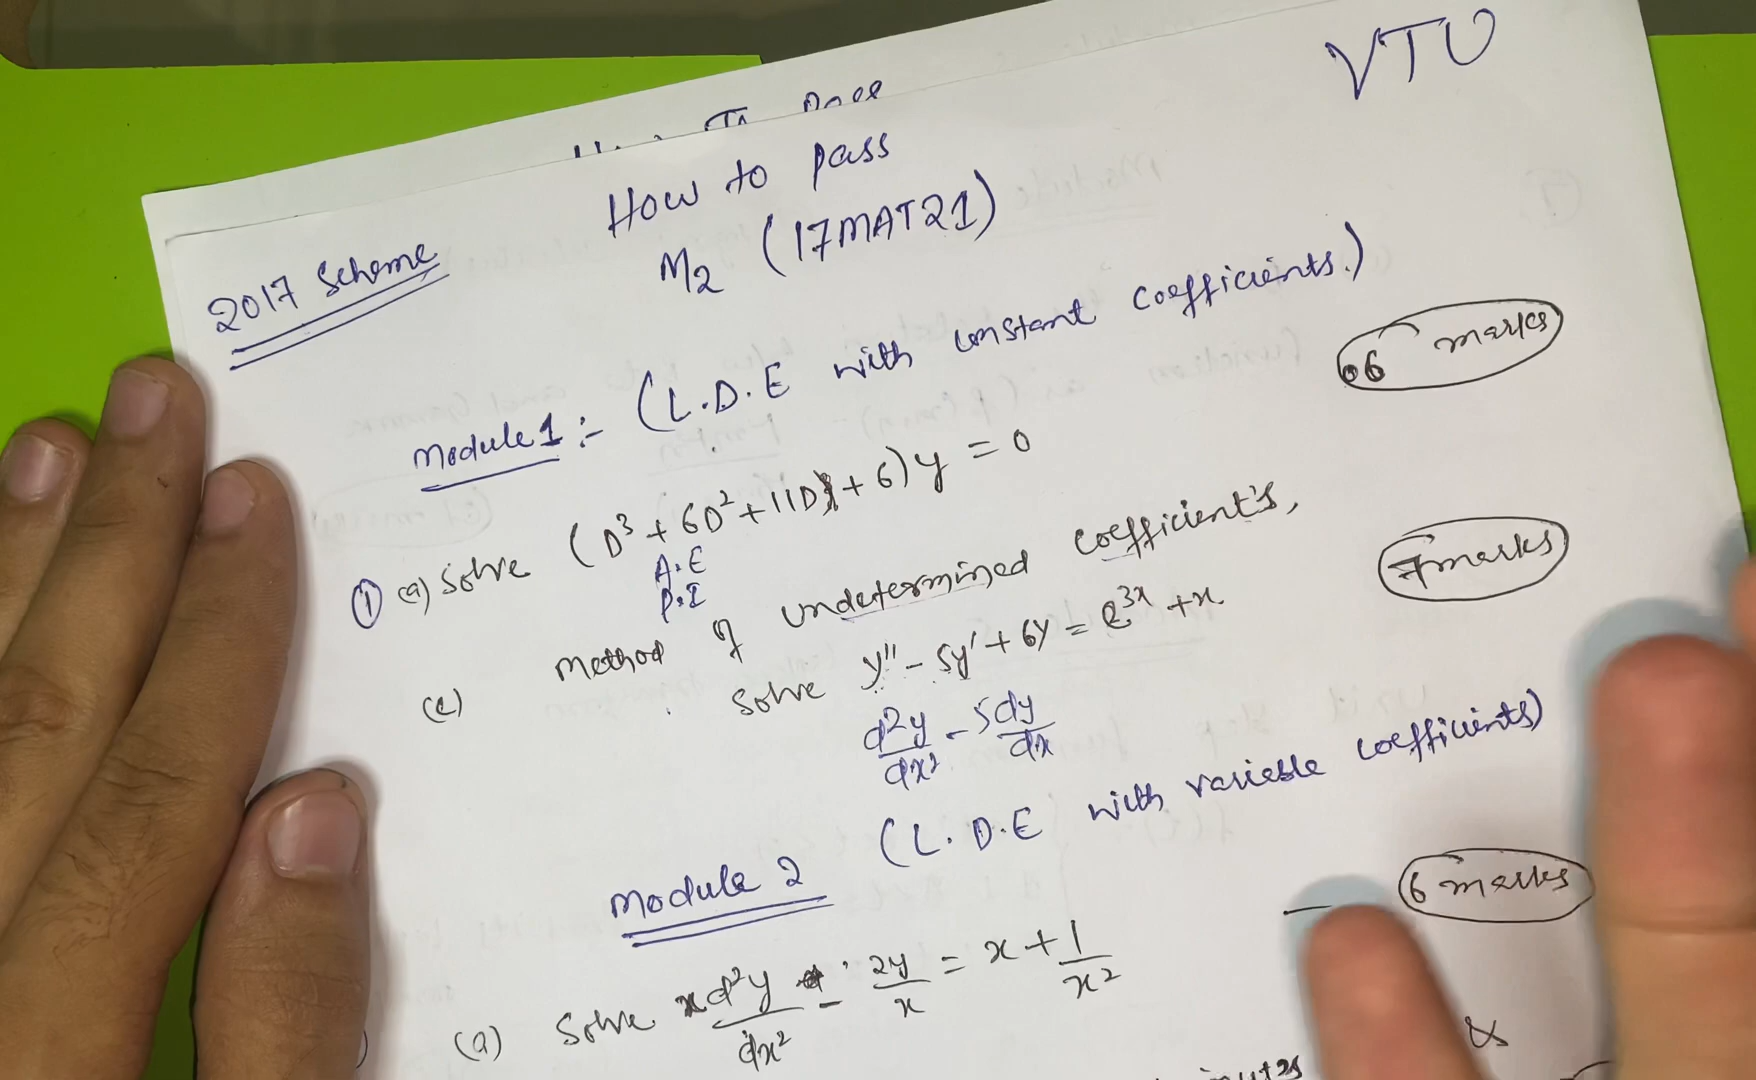 VTU
How to pass
M2 (17MAT21)
2017 Scheme
Module 1 :- (L.D.E with constant coefficients.)
06 marks
① (a) Solve (D³ + 6D² + 11D + 6) y = 0
A.E
P.I
(c) Method of undetermined coefficient's,
7 marks
Solve y'' - 5y' + 6y = e^3x + x
d²y/dx² - 5dy/dx
Module 2 (L.D.E with variable coefficients)
6 marks
(a) Solve x d²y/dx² - 2y/x = x + 1/x²
&